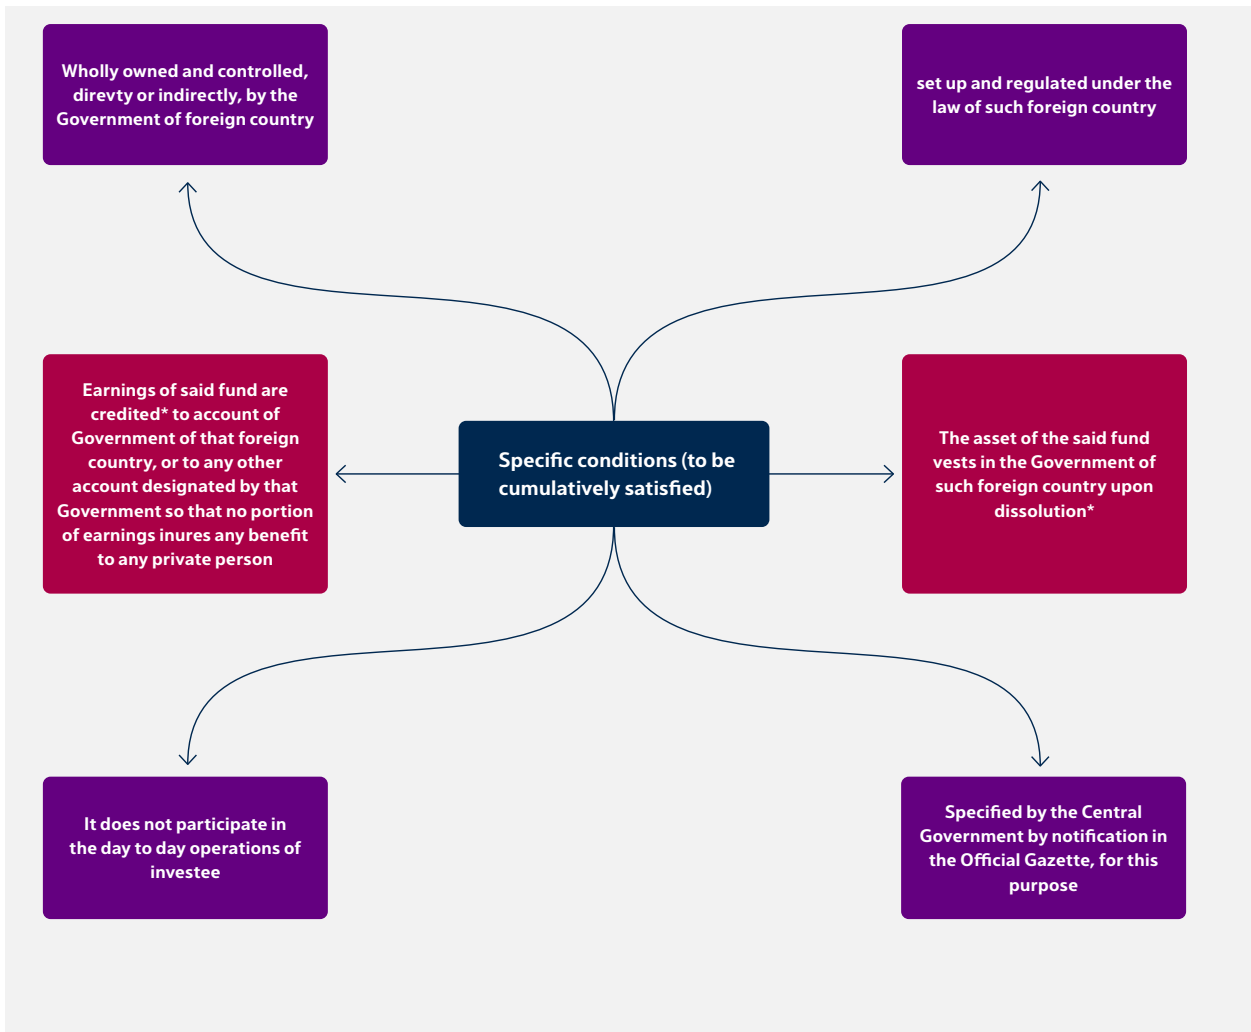 Wholly owned and controlled,
direvty or indirectly, by the
Government of foreign country
set up and regulated under the
law of such foreign country
Earnings of said fund are
credited* to account of
Government of that foreign
country, or to any other
account designated by that
Government so that no portion
of earnings inures any benefit
to any private person
Specific conditions (to be
cumulatively satisfied)
The asset of the said fund
vests in the Government of
such foreign country upon
dissolution*
It does not participate in
the day to day operations of
investee
Specified by the Central
Government by notification in
the Official Gazette, for this
purpose